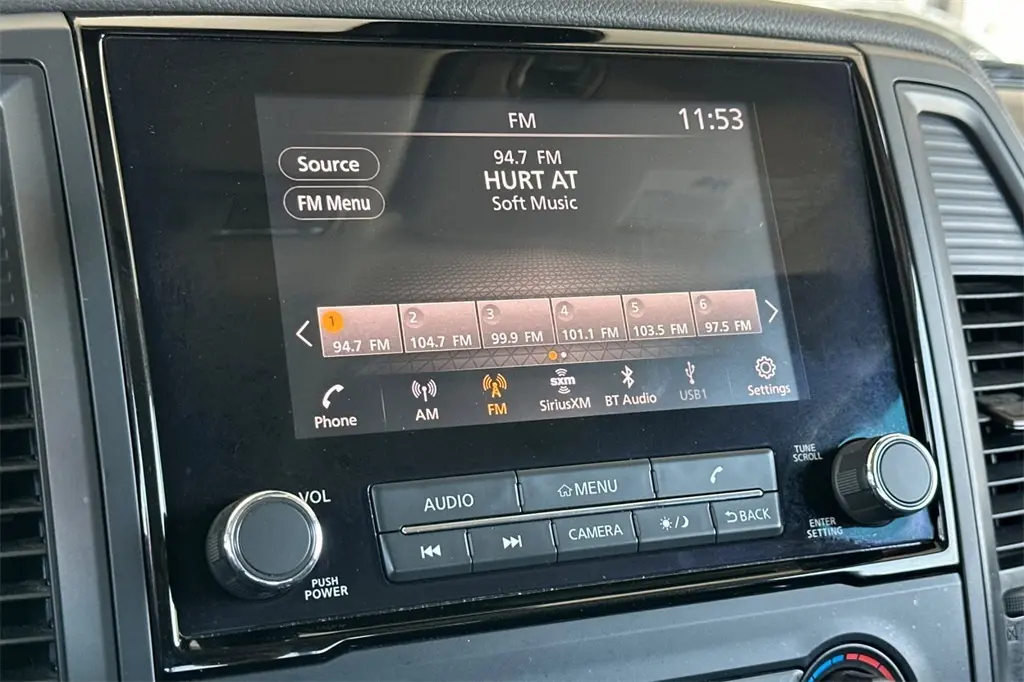 FM 11:53
Source
94.7 FM
HURT AT
FM Menu
Soft Music
1 2 3 4 5 6
94.7 FM 104.7 FM 99.9 FM 101.1 FM 103.5 FM 97.5 FM
sxm
Phone AM FM SiriusXM BT Audio USB1 Settings
VOL
PUSH
POWER
AUDIO MENU
CAMERA BACK
TUNE
SCROLL
ENTER
SETTING